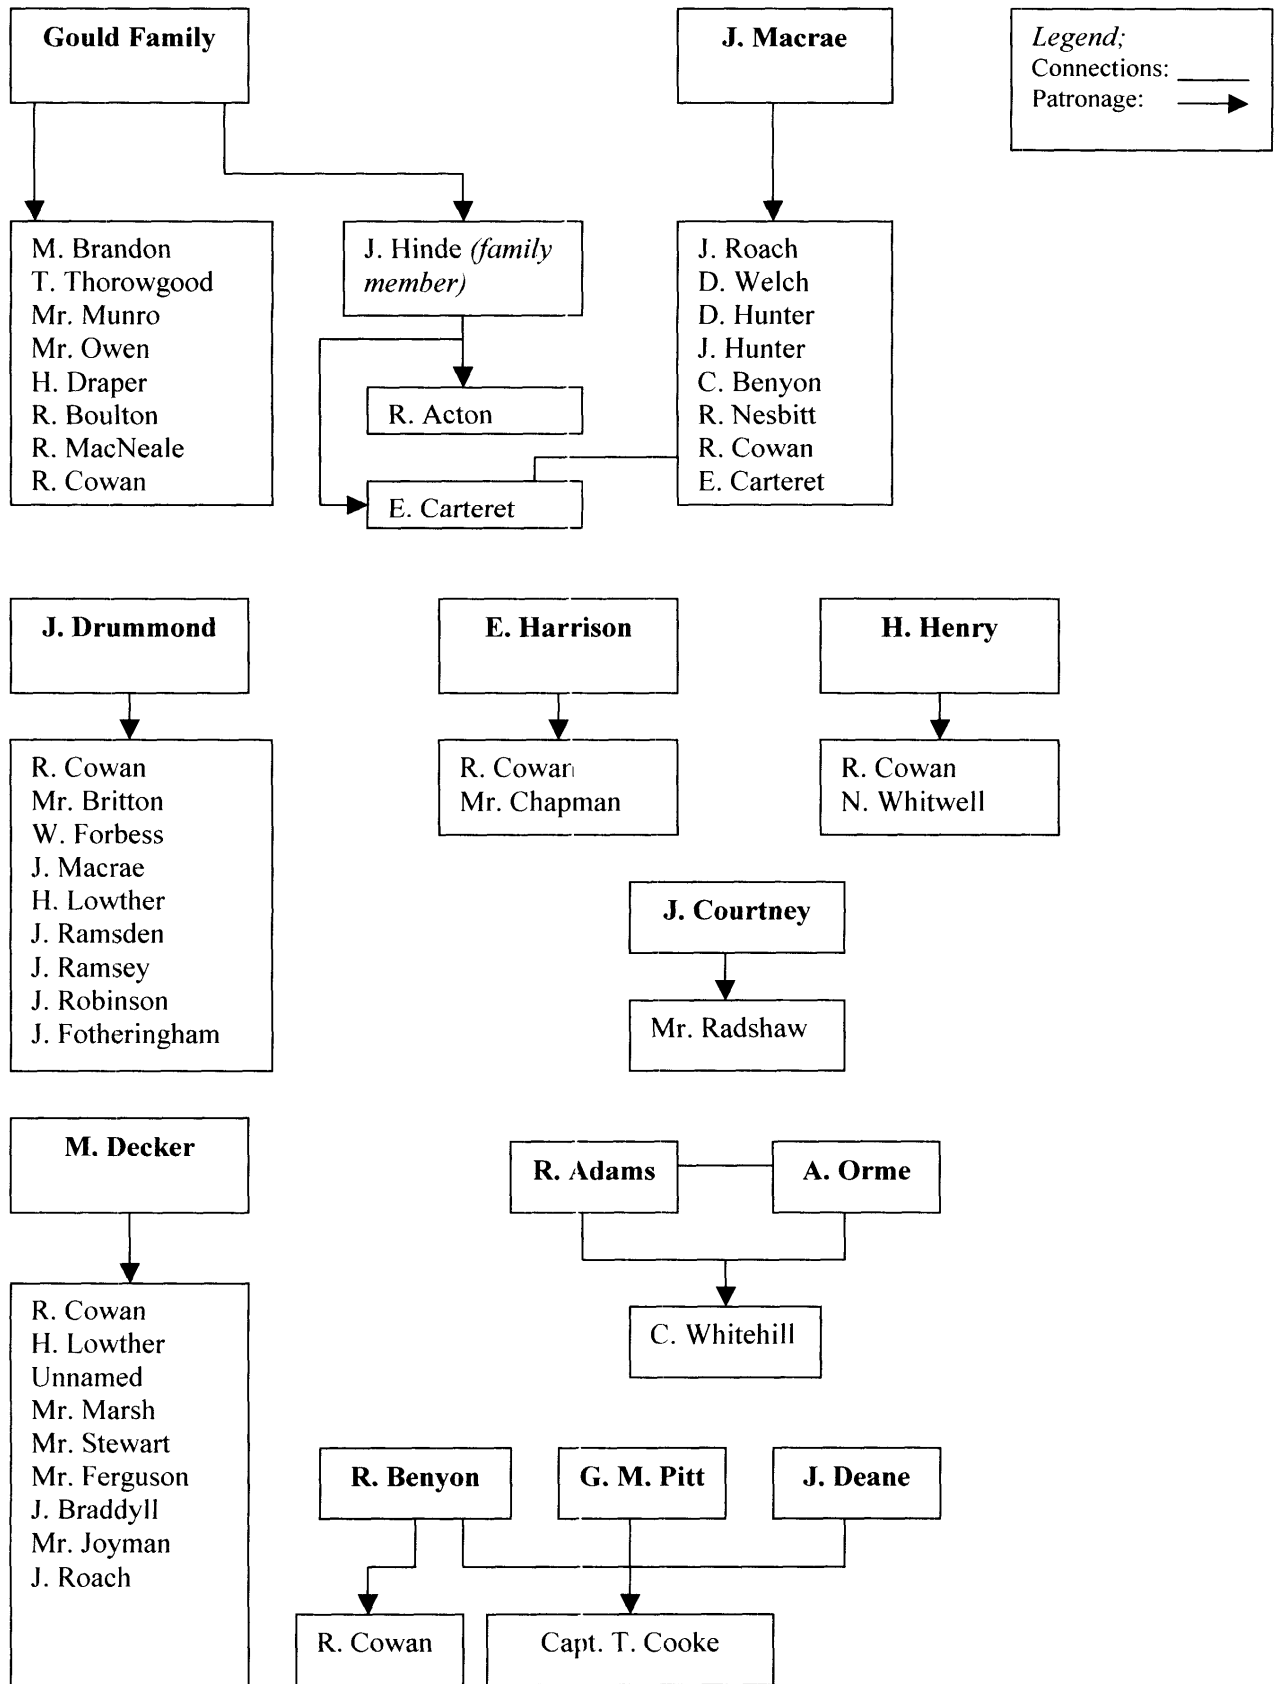 Gould Family
J. Macrae
Legend;
Connections:
Patronage:
M. Brandon
T. Thorowgood
Mr. Munro
Mr. Owen
H. Draper
R. Boulton
R. MacNeale
R. Cowan
J. Hinde (family
member)
R. Acton
E. Carteret
J. Roach
D. Welch
D. Hunter
J. Hunter
C. Benyon
R. Nesbitt
R. Cowan
E. Carteret
J. Drummond
E. Harrison
H. Henry
R. Cowan
Mr. Britton
W. Forbess
J. Macrae
H. Lowther
J. Ramsden
J. Ramsey
J. Robinson
J. Fotheringham
R. Cowan
Mr. Chapman
R. Cowan
N. Whitwell
J. Courtney
Mr. Radshaw
M. Decker
R. Adams
A. Orme
C. Whitehill
R. Cowan
H. Lowther
Unnamed
Mr. Marsh
Mr. Stewart
Mr. Ferguson
J. Braddyll
Mr. Joyman
J. Roach
R. Benyon
G. M. Pitt
J. Deane
R. Cowan
Capt. T. Cooke